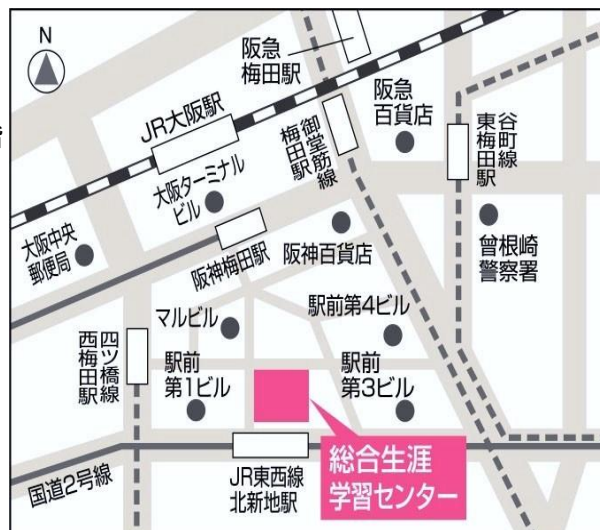 N
阪急
梅田駅
JR大阪駅
御堂筋線
梅田駅
阪急
百貨店
谷町線
東梅田駅
大阪ターミナル
ビル
大阪中央
郵便局
阪神梅田駅
阪神百貨店
曾根崎
警察署
四ツ橋線
西梅田駅
マルビル
駅前第4ビル
駅前
第1ビル
駅前
第3ビル
総合生涯
学習センター
国道2号線
JR東西線
北新地駅